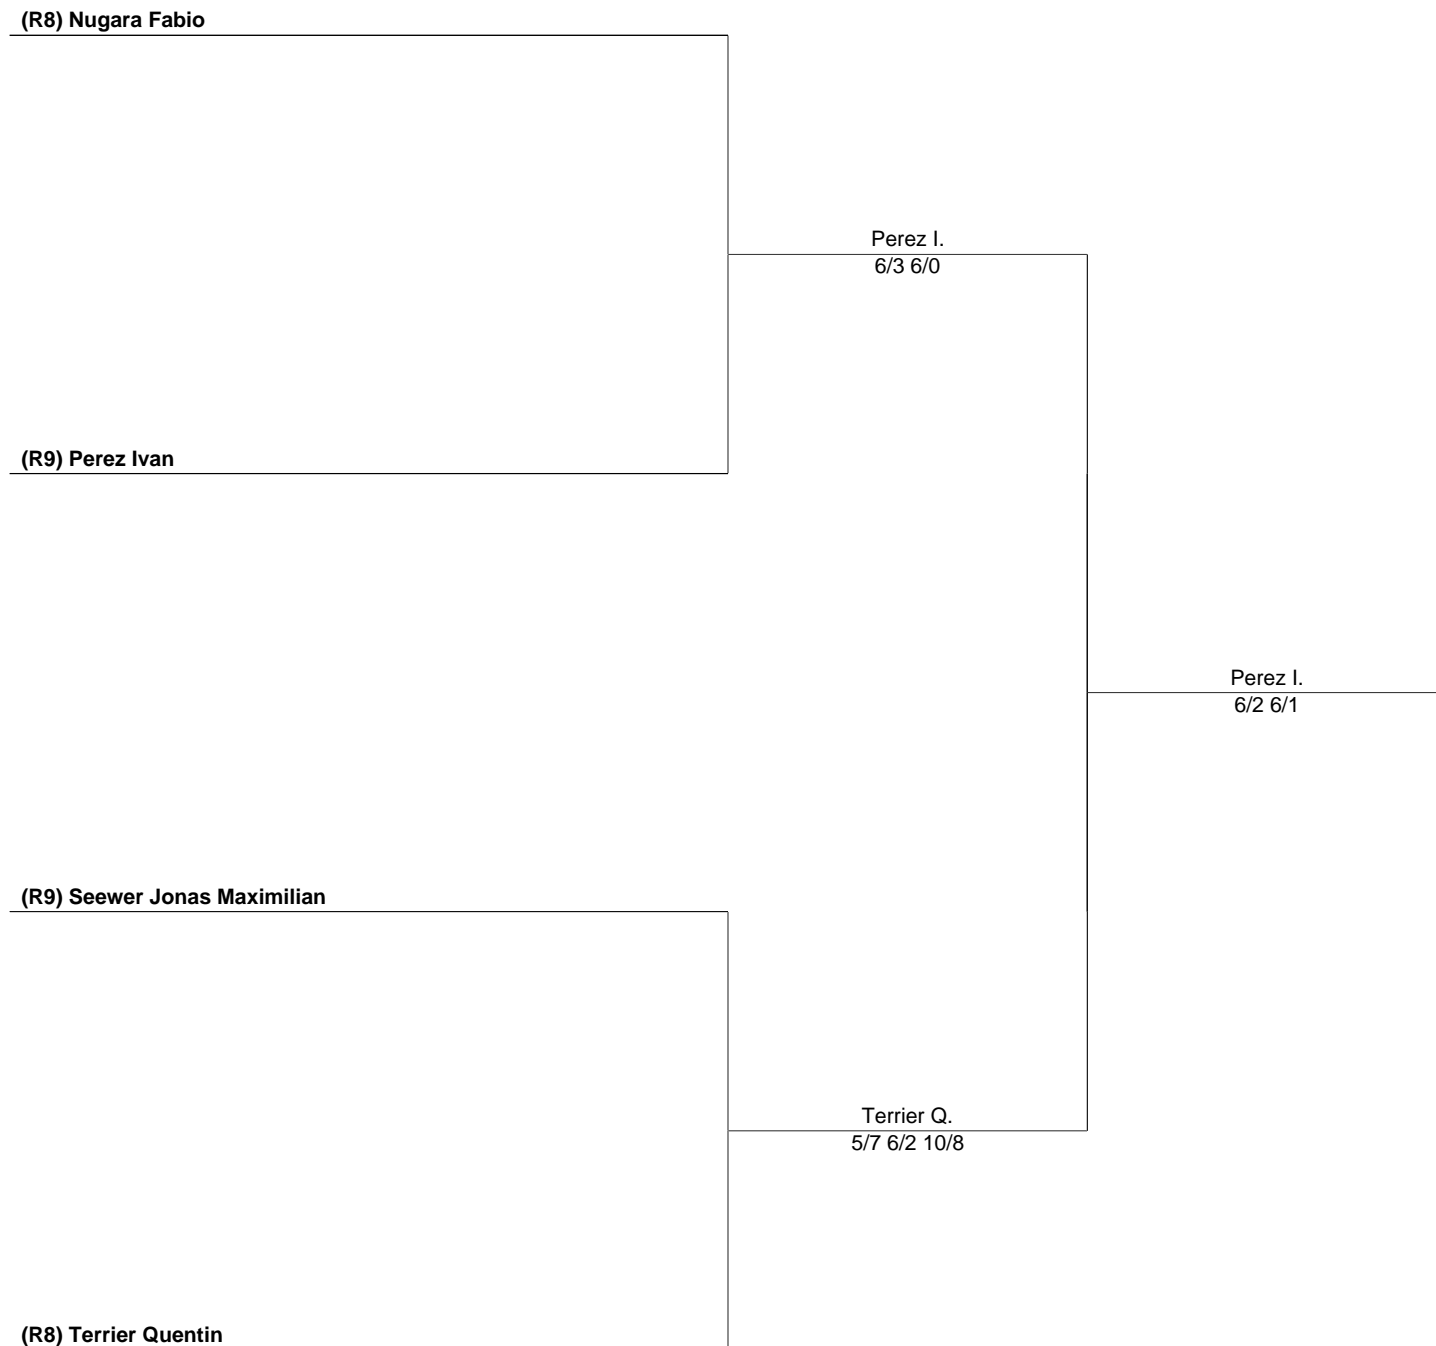 (R8) Nugara Fabio
Perez I.
6/3 6/0
(R9) Perez Ivan
Perez I.
6/2 6/1
(R9) Seewer Jonas Maximilian
Terrier Q.
5/7 6/2 10/8
(R8) Terrier Quentin